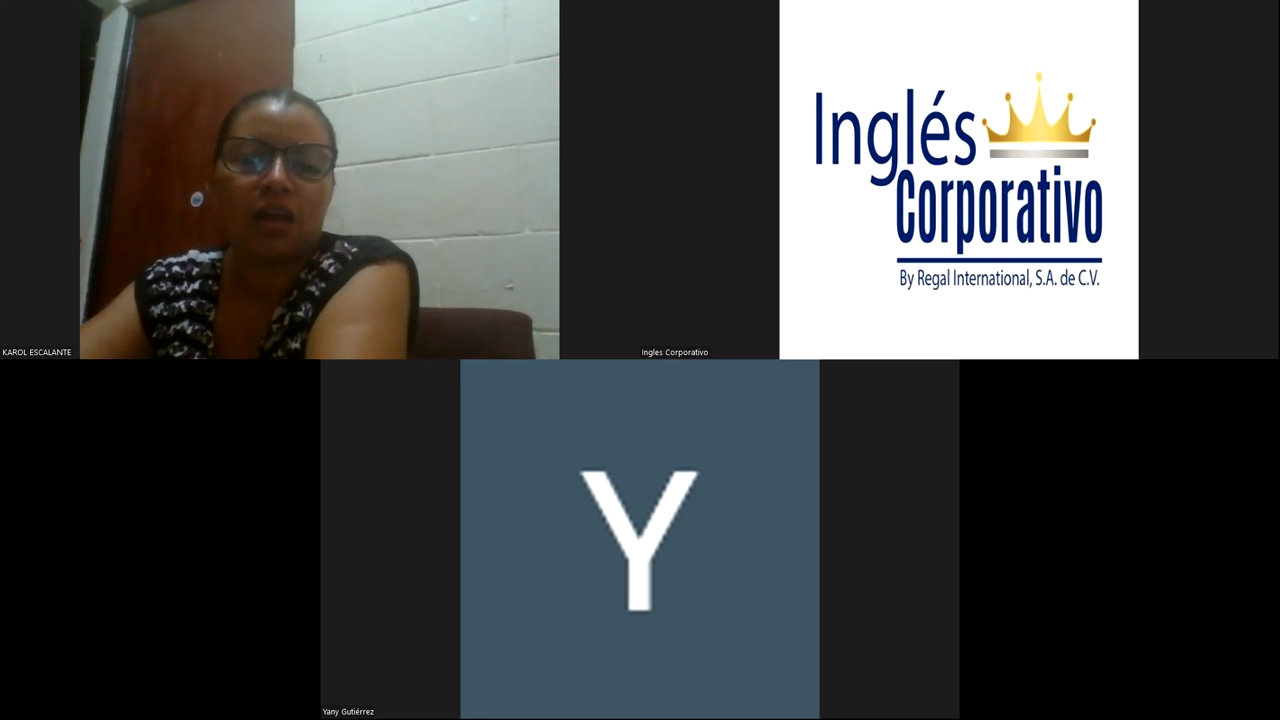 Inglés
Corporativo
By Regal International, S.A. de C.V.
KAROL ESCALANTE
Ingles Corporativo
Y
Yany Gutiérrez